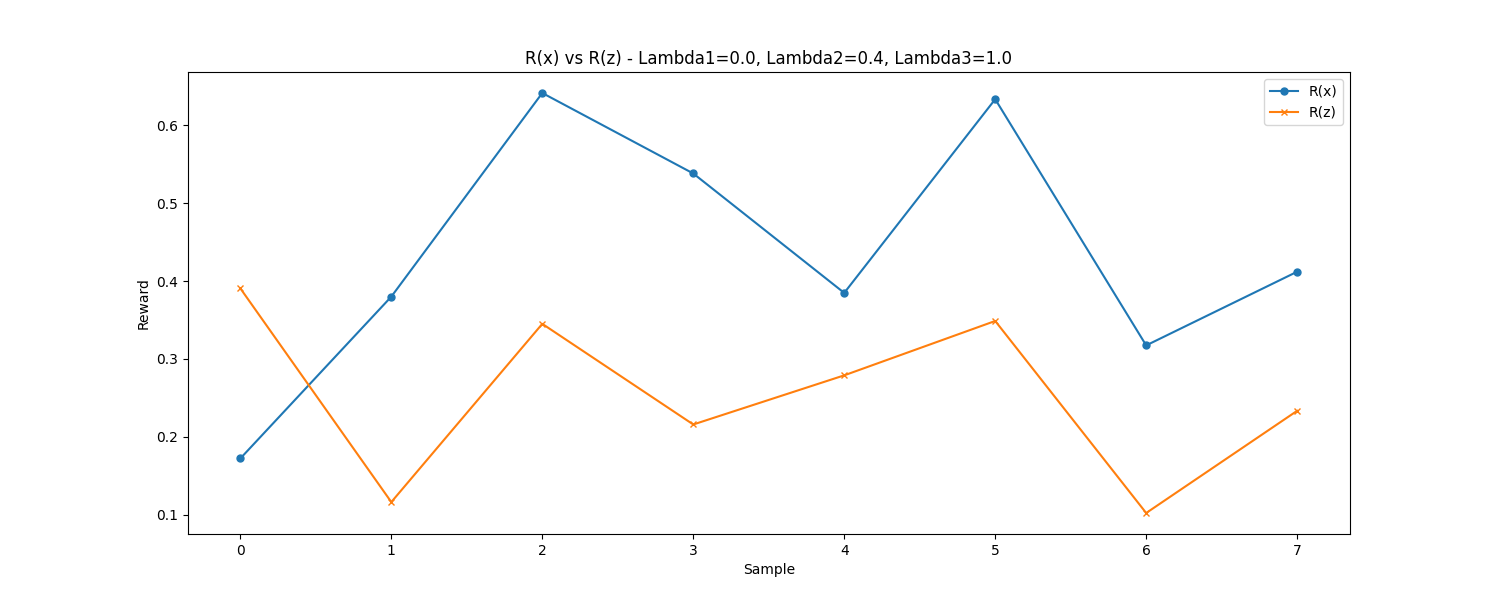 R(x) vs R(z) - Lambda1=0.0, Lambda2=0.4, Lambda3=1.0
R(x)
R(z)
0.6
0.5
0.4
0.3
0.2
0.1
Reward
0 1 2 3 4 5 6 7
Sample